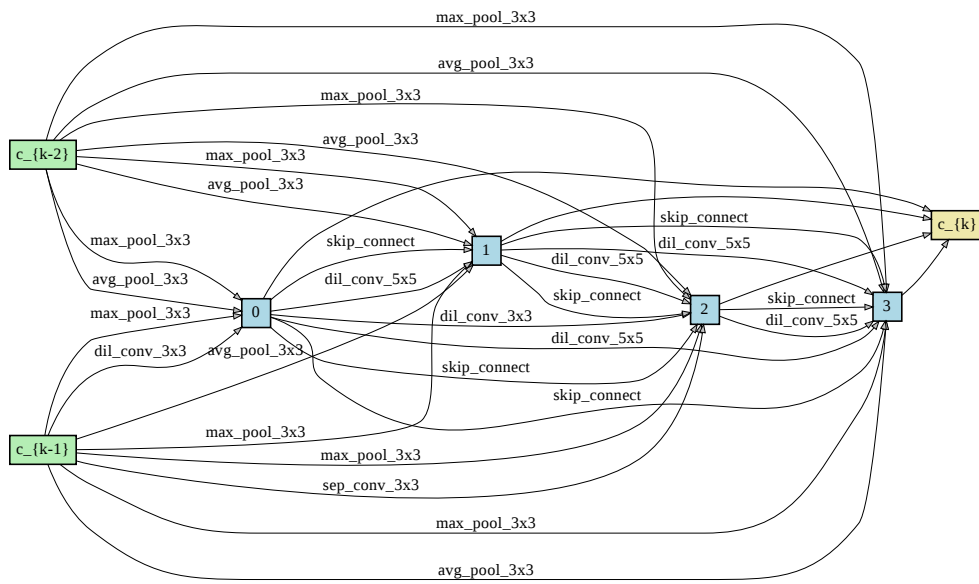 max_pool_3x3
avg_pool_3x3
max_pool_3x3
avg_pool_3x3
c_{k-2}
max_pool_3x3
avg_pool_3x3
skip_connect
c_{k}
max_pool_3x3
skip_connect
1
dil_conv_5x5
dil_conv_5x5
avg_pool_3x3
dil_conv_5x5
skip_connect
skip_connect
3
max_pool_3x3
0
dil_conv_3x3
2
dil_conv_5x5
dil_conv_3x3
avg_pool_3x3
dil_conv_5x5
skip_connect
skip_connect
max_pool_3x3
c_{k-1}
max_pool_3x3
sep_conv_3x3
max_pool_3x3
avg_pool_3x3